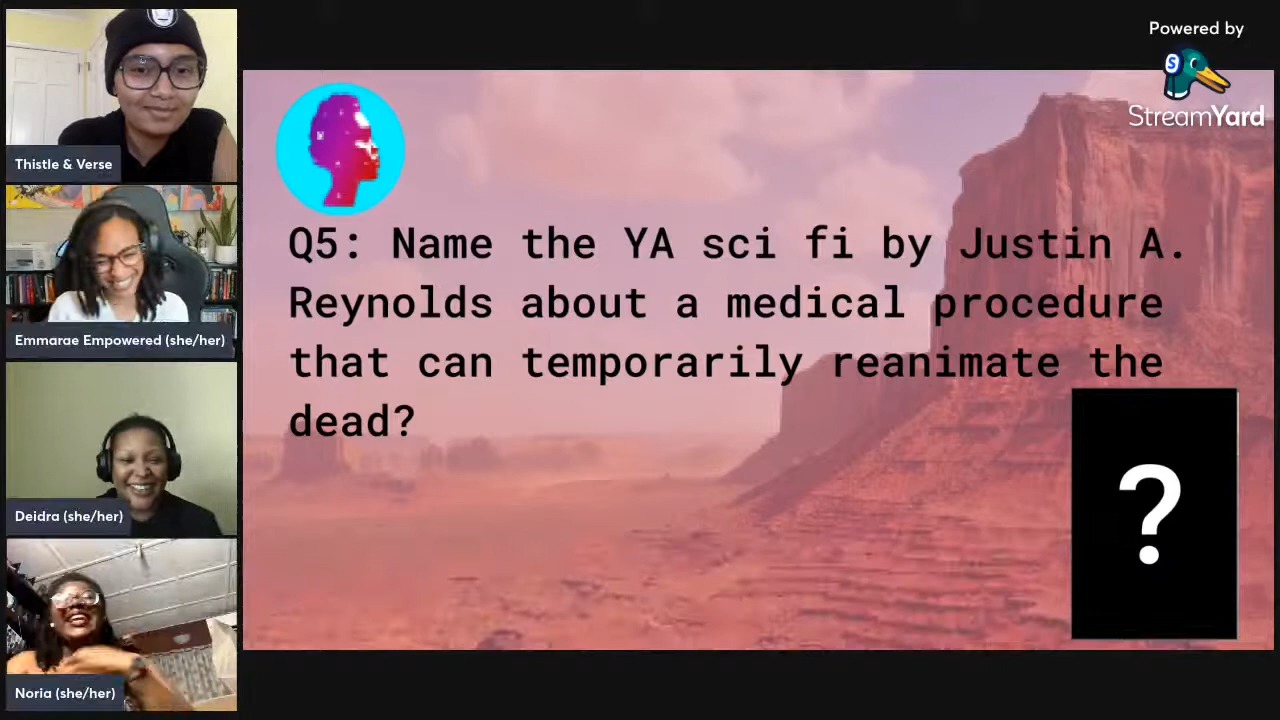 Thistle & Verse
Emmarae Empowered (she/her)
Deidra (she/her)
Noria (she/her)
Q5: Name the YA sci fi by Justin A.
Reynolds about a medical procedure
that can temporarily reanimate the
dead?
?
Powered by
S
StreamYard